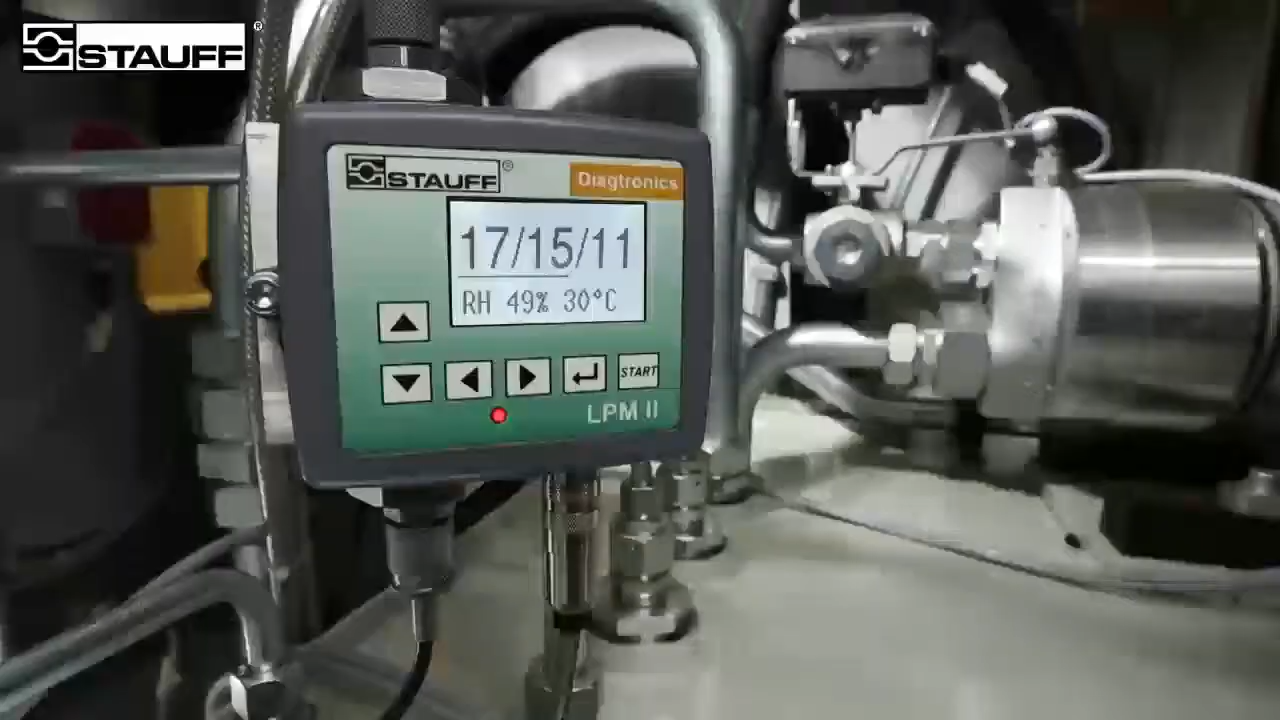 STAUFF®
STAUFF®
Diagtronics
17/15/11
RH 49% 30°C
START
LPM II